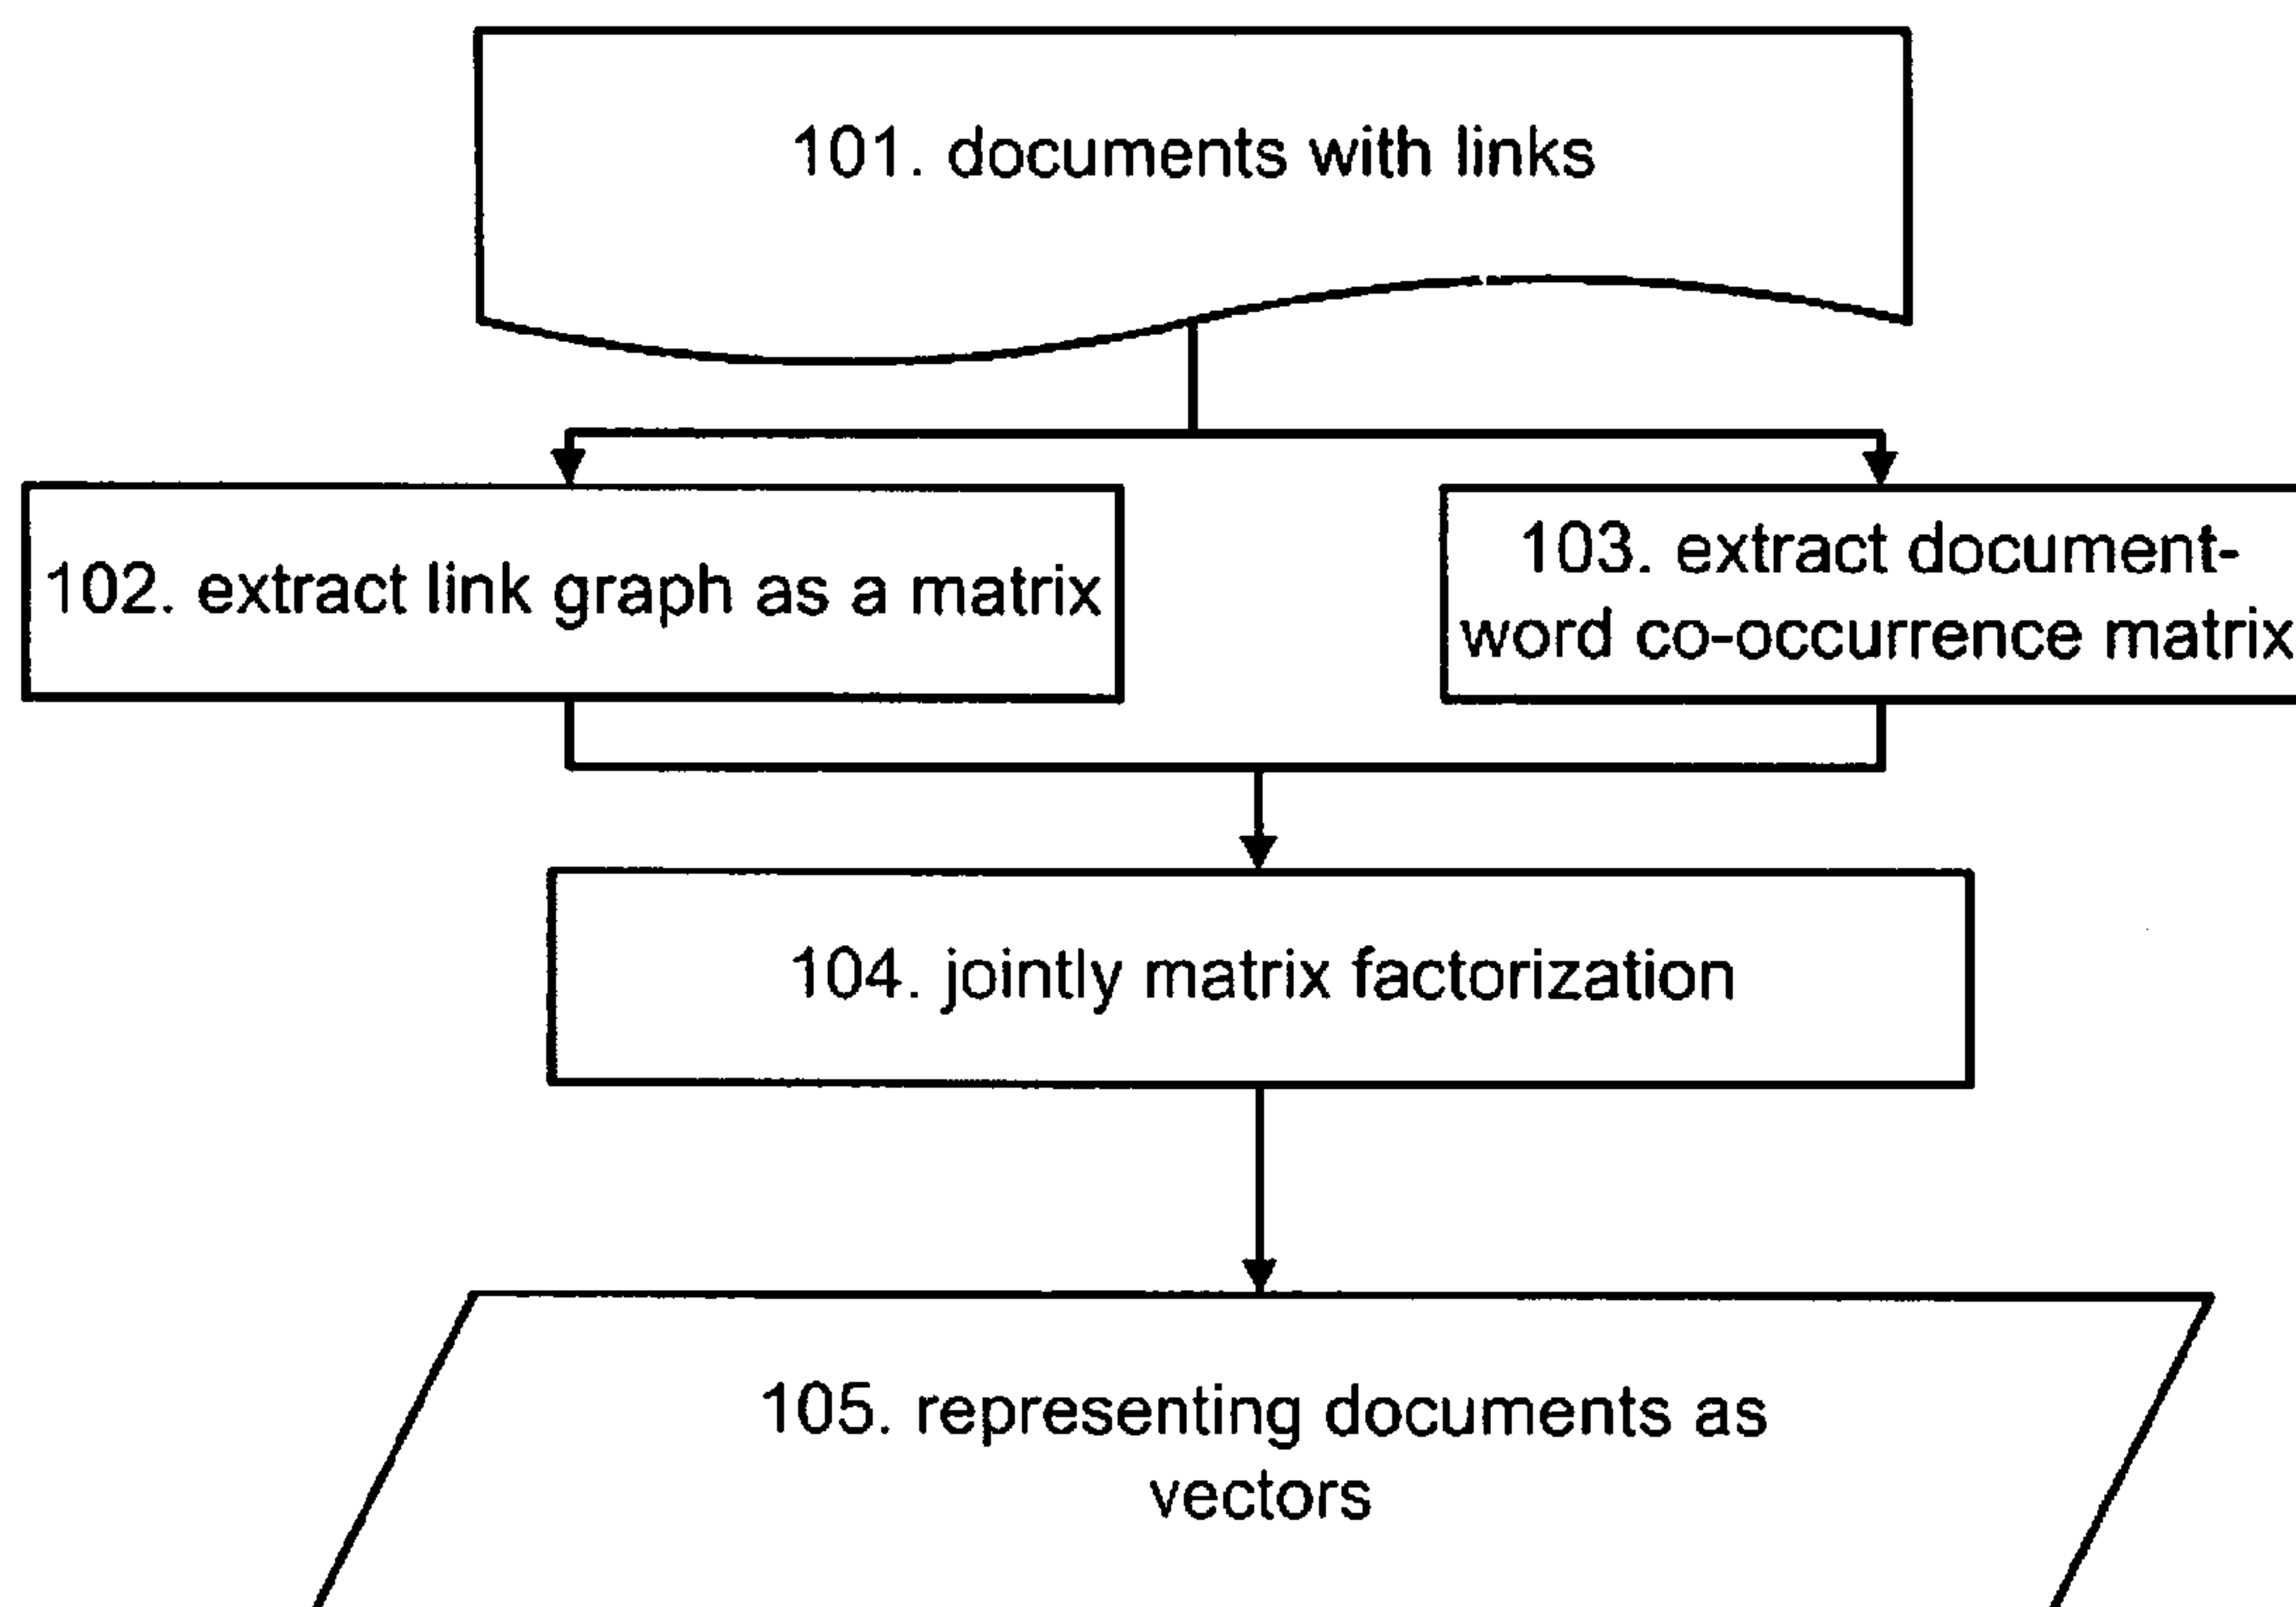 101. documents with links
102. extract link graph as a matrix
103. extract document-
word co-occurrence matrix
104. jointly matrix factorization
105. representing documents as
vectors